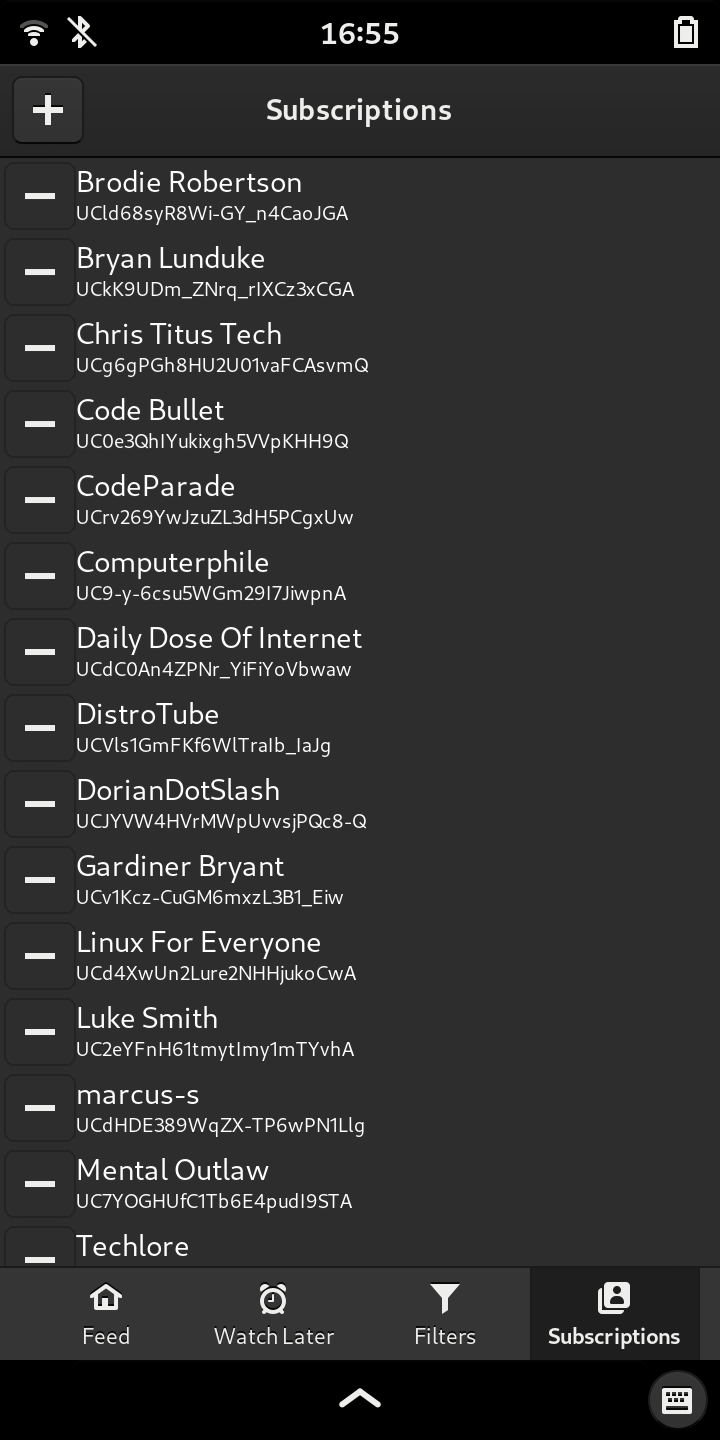 16:55
Subscriptions
Brodie Robertson
UCld68syR8Wi-GY_n4CaoJGA
Bryan Lunduke
UCkK9UDm_ZNrq_rIXCz3xCGA
Chris Titus Tech
UCg6gPGh8HU2U01vaFCAsvmQ
Code Bullet
UC0e3QhIYukixgh5VVpKHH9Q
CodeParade
UCrv269YwJzuZL3dH5PCgxUw
Computerphile
UC9-y-6csu5WGm29I7JiwpnA
Daily Dose Of Internet
UCdC0An4ZPNr_YiFiYoVbwaw
DistroTube
UCVls1GmFKf6WlTraIb_IaJg
DorianDotSlash
UCJYVW4HVrMWpUvvsjPQc8-Q
Gardiner Bryant
UCv1Kcz-CuGM6mxzL3B1_Eiw
Linux For Everyone
UCd4XwUn2Lure2NHHjukoCwA
Luke Smith
UC2eYFnH61tmytImy1mTYvhA
marcus-s
UCdHDE389WqZX-TP6wPN1Llg
Mental Outlaw
UC7YOGHUfC1Tb6E4pudI9STA
Techlore
Feed
Watch Later
Filters
Subscriptions